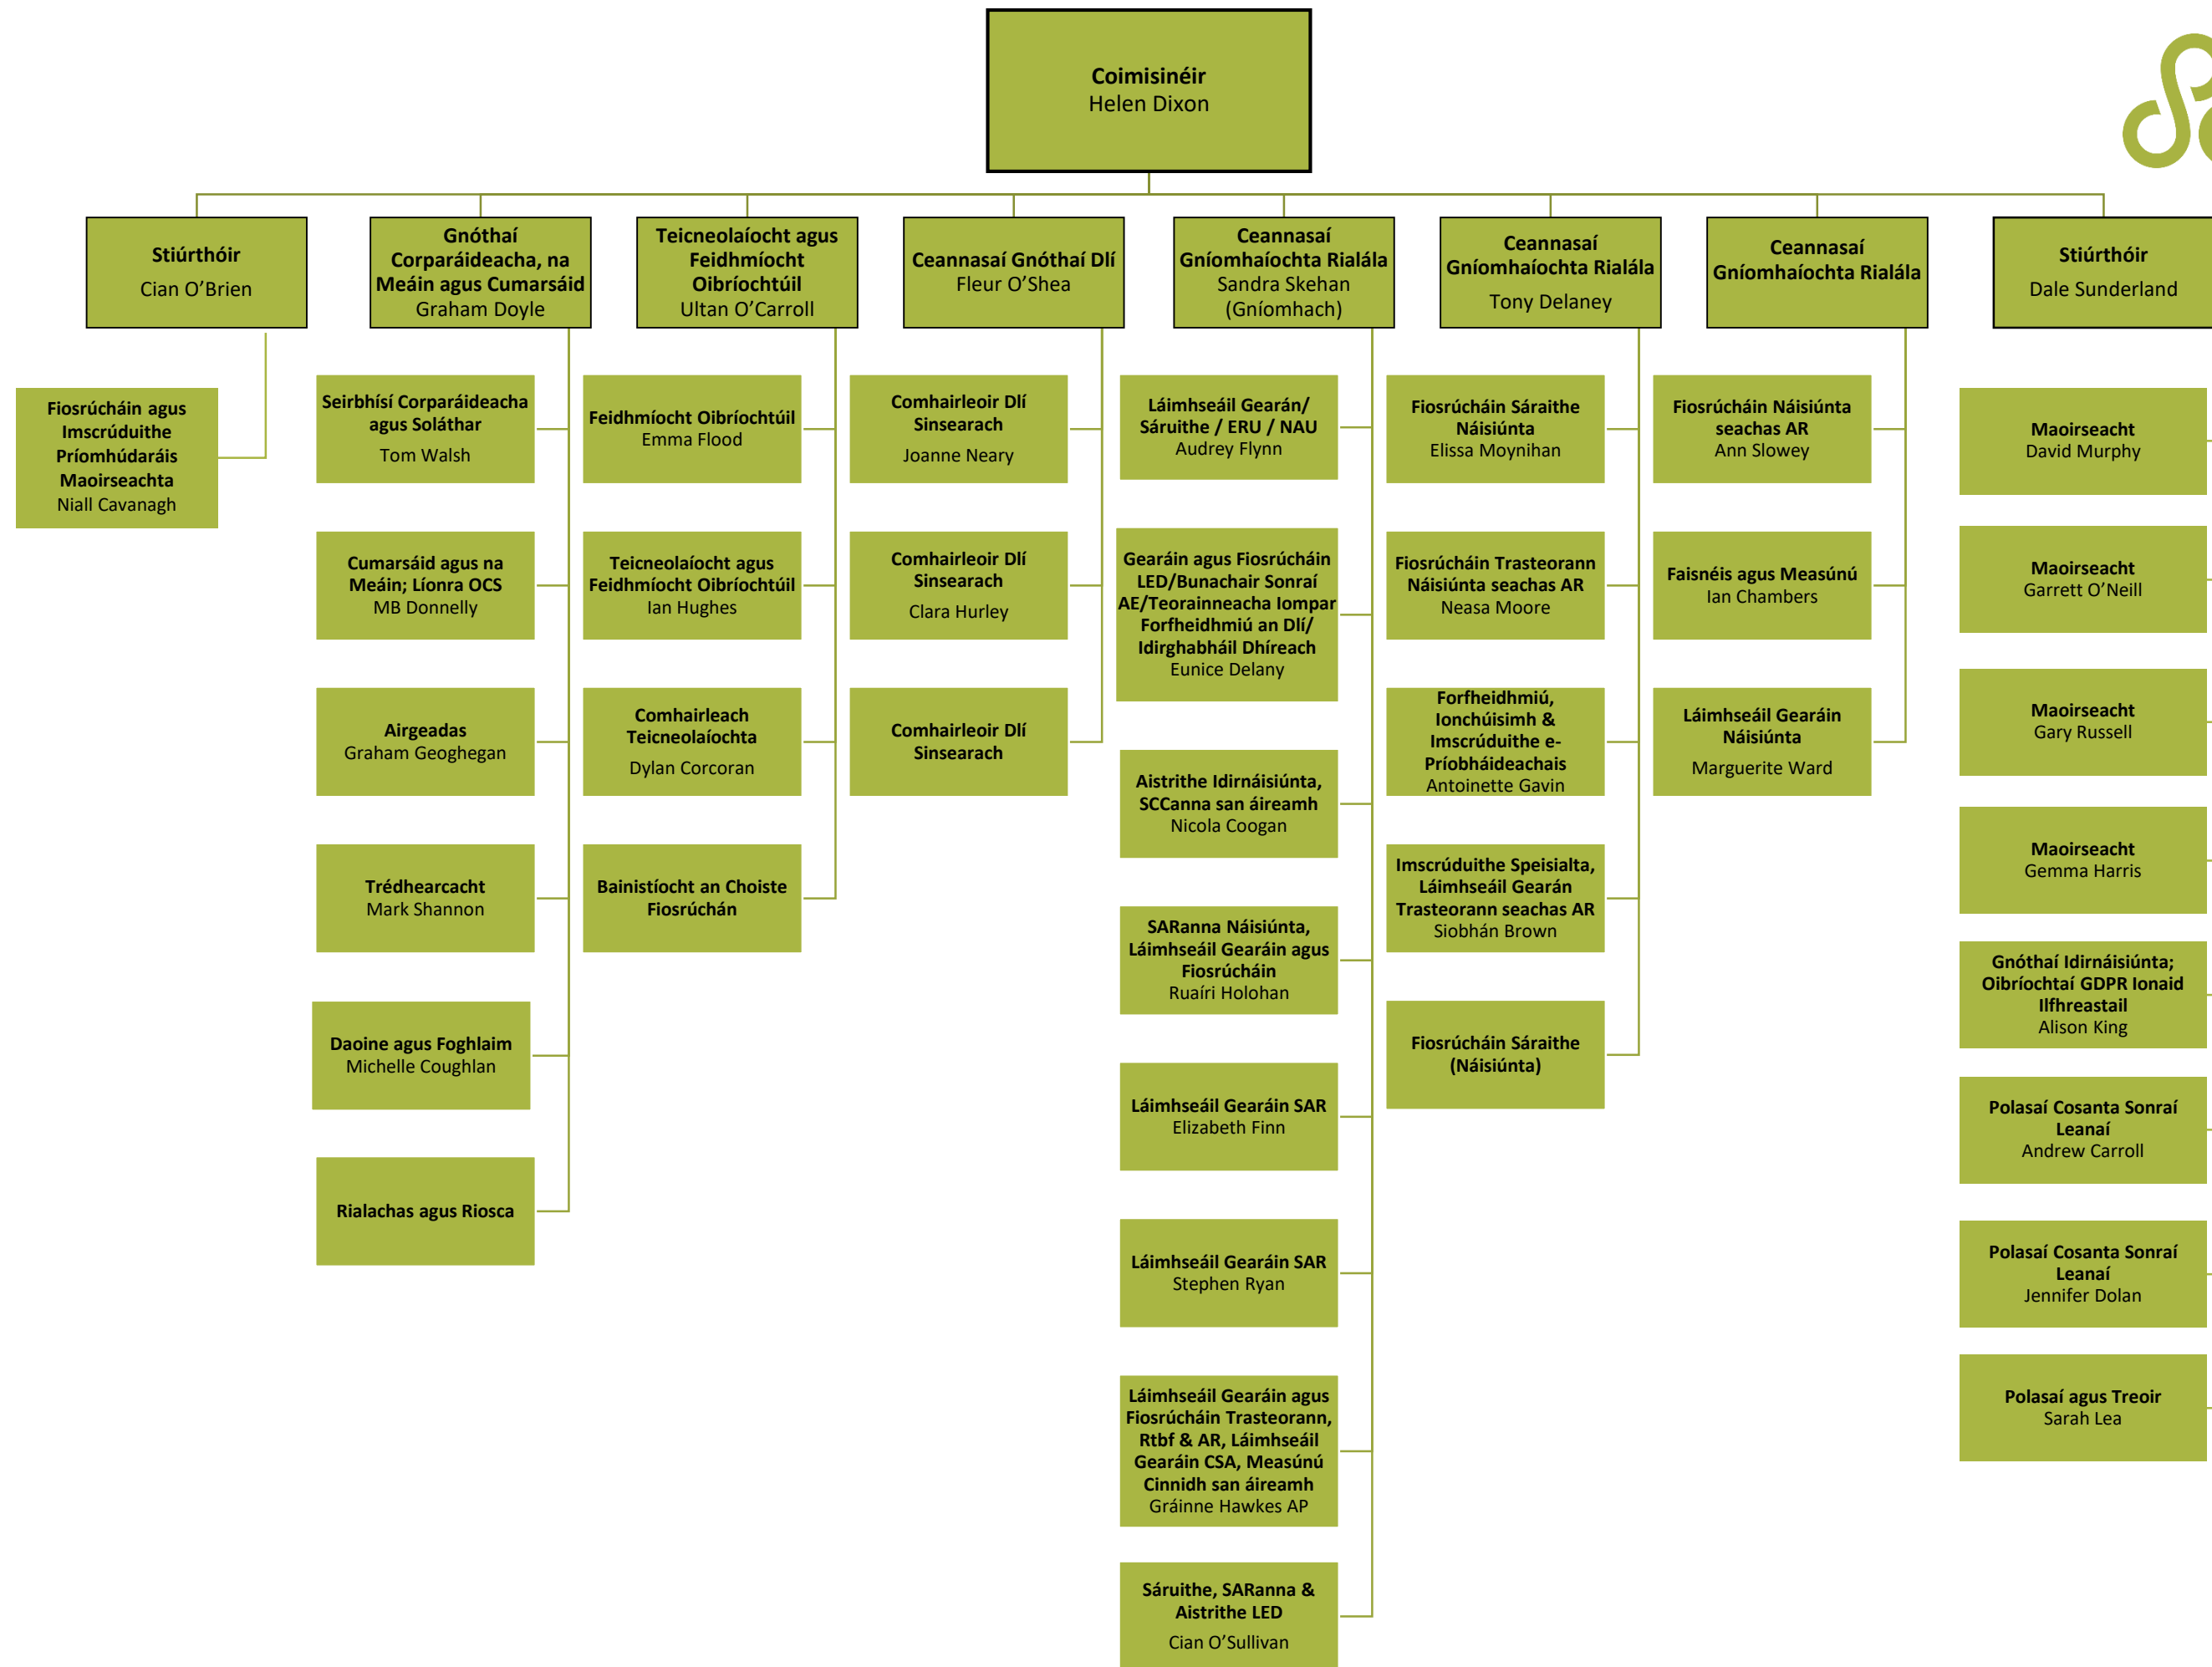 Coimisinéir
Helen Dixon
Stiúrthóir
Cian O’Brien
Fiosrúcháin agus
Imscrúduithe
Príomhúdaráis
Maoirseachta
Niall Cavanagh
Gnóthaí
Corparáideacha, na
Meáin agus Cumarsáid
Graham Doyle
Seirbhísí Corparáideacha
agus Soláthar
Tom Walsh
Cumarsáid agus na
Meáin; Líonra OCS
MB Donnelly
Airgeadas
Graham Geoghegan
Trédhearcacht
Mark Shannon
Daoine agus Foghlaim
Michelle Coughlan
Rialachas agus Riosca
Teicneolaíocht agus
Feidhmíocht
Oibríochtúil
Ultan O’Carroll
Feidhmíocht Oibríochtúil
Emma Flood
Teicneolaíocht agus
Feidhmíocht Oibríochtúil
Ian Hughes
Comhairleach
Teicneolaíochta
Dylan Corcoran
Bainistíocht an Choiste
Fiosrúchán
Ceannasaí Gnóthaí Dlí
Fleur O’Shea
Comhairleoir Dlí
Sinsearach
Joanne Neary
Comhairleoir Dlí
Sinsearach
Clara Hurley
Comhairleoir Dlí
Sinsearach
Ceannasaí
Gníomhaíochta Rialála
Sandra Skehan
(Gníomhach)
Láimhseáil Gearán/
Sáruithe / ERU / NAU
Audrey Flynn
Gearáin agus Fiosrúcháin
LED/Bunachair Sonraí
AE/Teorainneacha Iompar
Forfheidhmiú an Dlí/
Idirghabháil Dhíreach
Eunice Delany
Aistrithe Idirnáisiúnta,
SCCanna san áireamh
Nicola Coogan
SARanna Náisiúnta,
Láimhseáil Gearáin agus
Fiosrúcháin
Ruaíri Holohan
Láimhseáil Gearáin SAR
Elizabeth Finn
Láimhseáil Gearáin SAR
Stephen Ryan
Láimhseáil Gearáin agus
Fiosrúcháin Trasteorann,
Rtbf & AR, Láimhseáil
Gearáin CSA, Measúnú
Cinnidh san áireamh
Gráinne Hawkes AP
Sáruithe, SARanna &
Aistrithe LED
Cian O’Sullivan
Ceannasaí
Gníomhaíochta Rialála
Tony Delaney
Fiosrúcháin Sáraithe
Náisiúnta
Elissa Moynihan
Fiosrúcháin Trasteorann
Náisiúnta seachas AR
Neasa Moore
Forfheidhmiú,
Ionchúisimh &
Imscrúduithe e-
Príobháideachais
Antoinette Gavin
Imscrúduithe Speisialta,
Láimhseáil Gearán
Trasteorann seachas AR
Siobhán Brown
Fiosrúcháin Sáraithe
(Náisiúnta)
Ceannasaí
Gníomhaíochta Rialála
Fiosrúcháin Náisiúnta
seachas AR
Ann Slowey
Faisnéis agus Measúnú
Ian Chambers
Láimhseáil Gearáin
Náisiúnta
Marguerite Ward
Stiúrthóir
Dale Sunderland
Maoirseacht
David Murphy
Maoirseacht
Garrett O’Neill
Maoirseacht
Gary Russell
Maoirseacht
Gemma Harris
Gnóthaí Idirnáisiúnta;
Oibríochtaí GDPR Ionaid
Ilfhreastail
Alison King
Polasaí Cosanta Sonraí
Leanaí
Andrew Carroll
Polasaí Cosanta Sonraí
Leanaí
Jennifer Dolan
Polasaí agus Treoir
Sarah Lea